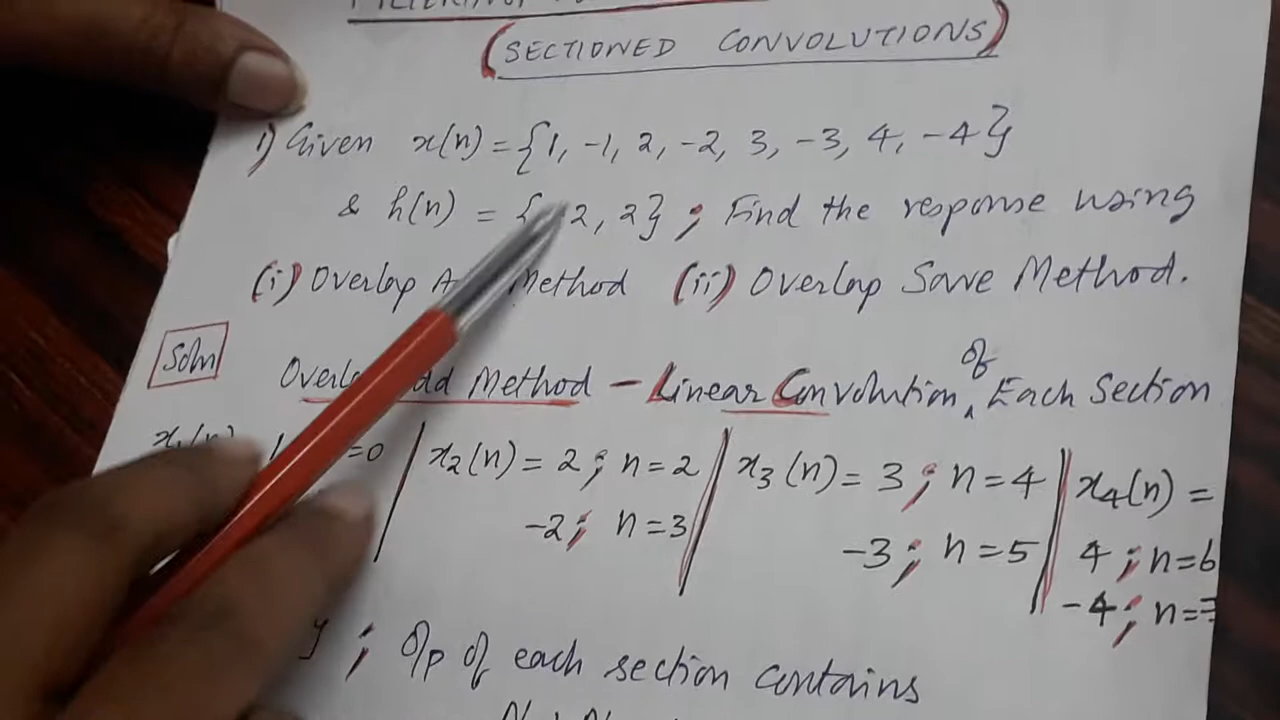 (SECTIONED CONVOLUTIONS)
1) Given x(n) = {1, -1, 2, -2, 3, -3, 4, -4}
& h(n) = { 2, 2} ; Find the response using
(i) Overlap Method (ii) Overlap Save Method.
Soln
Method - Linear Convolution of Each Section
=0 | x2(n) = 2 ; n=2 | x3(n) = 3 ; n=4 | x4(n) =
-2 ; n=3 -3 ; n=5 4 ; n=6
-4 ; n=
; O/p of each section contains